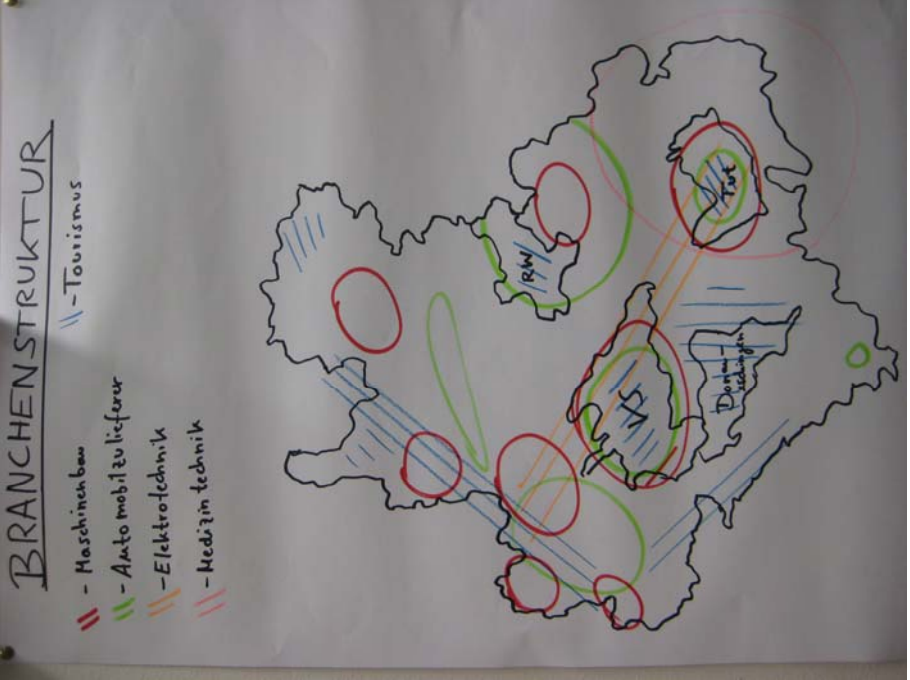 BRANCHENSTRUKTUR
- Maschinenbau
- Automobilzulieferer
- Elektrotechnik
- Medizintechnik
- Tourismus
RW
VS
Tut
Donau-
eschingen